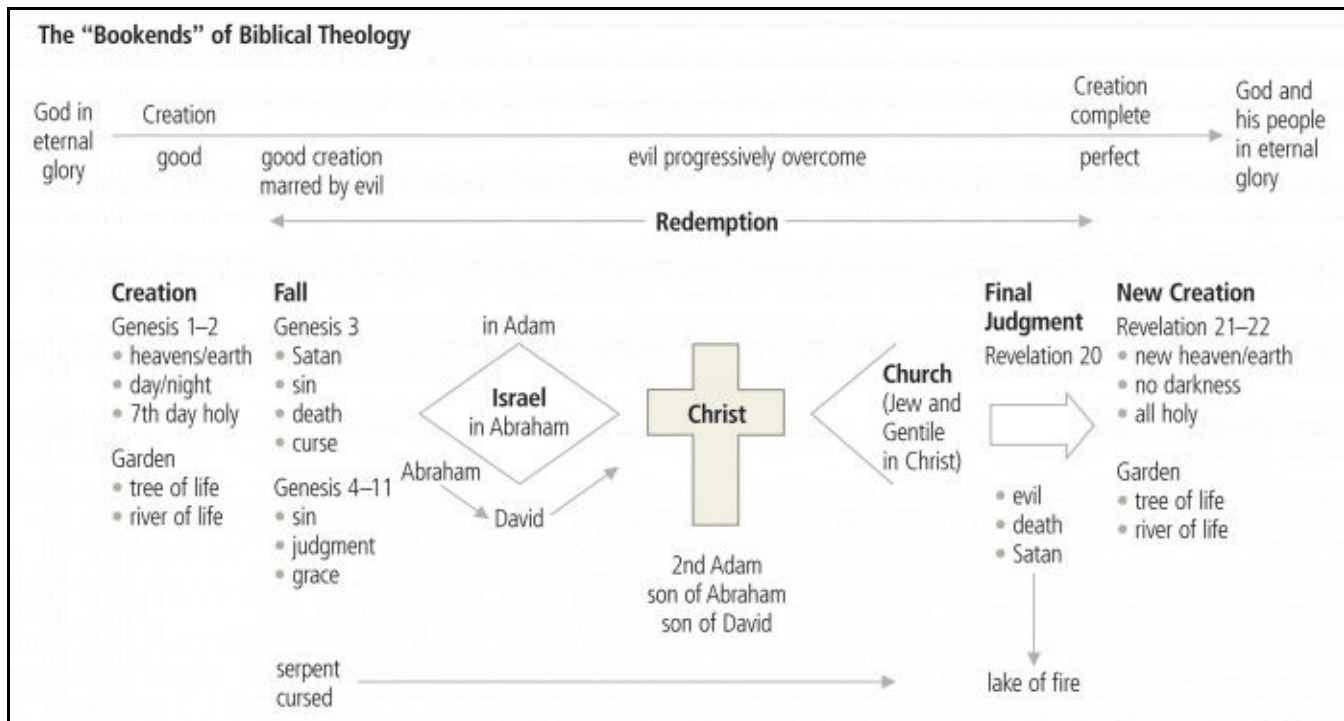 The “Bookends” of Biblical Theology
God in
eternal
glory
Creation
good
good creation
marred by evil
evil progressively overcome
Creation
complete
perfect
God and
his people
in eternal
glory
Redemption
Creation
Genesis 1–2
• heavens/earth
• day/night
• 7th day holy
Garden
• tree of life
• river of life
Fall
Genesis 3
• Satan
• sin
• death
• curse
Genesis 4–11
• sin
• judgment
• grace
serpent
cursed
in Adam
Israel
in Abraham
Abraham
David
Christ
2nd Adam
son of Abraham
son of David
Church
(Jew and
Gentile
in Christ)
Final
Judgment
Revelation 20
• evil
• death
• Satan
lake of fire
New Creation
Revelation 21–22
• new heaven/earth
• no darkness
• all holy
Garden
• tree of life
• river of life